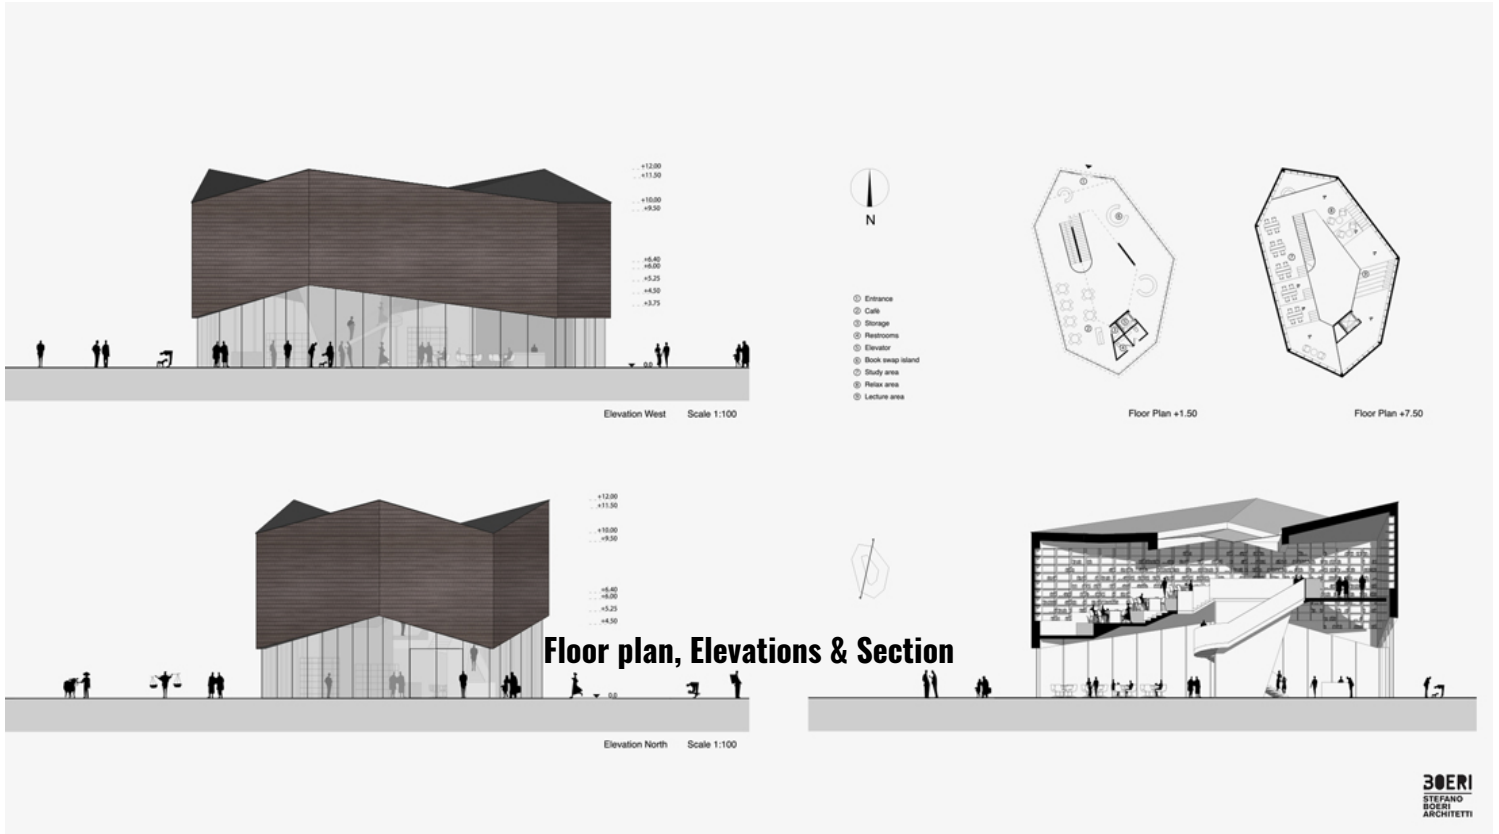 +12.00
+11.50
+10.00
+9.50
+6.40
+6.00
+5.25
+4.50
+3.75
0.0
Elevation West Scale 1:100
N
① Entrance
② Cafè
③ Storage
④ Restrooms
⑤ Elevator
⑥ Book swap island
⑦ Study area
⑧ Relax area
⑨ Lecture area
Floor Plan +1.50
Floor Plan +7.50
+12.00
+11.50
+10.00
+9.50
+6.40
+6.00
+5.25
+4.50
0.0
Elevation North Scale 1:100
Floor plan, Elevations & Section
BOERI
STEFANO
BOERI
ARCHITETTI